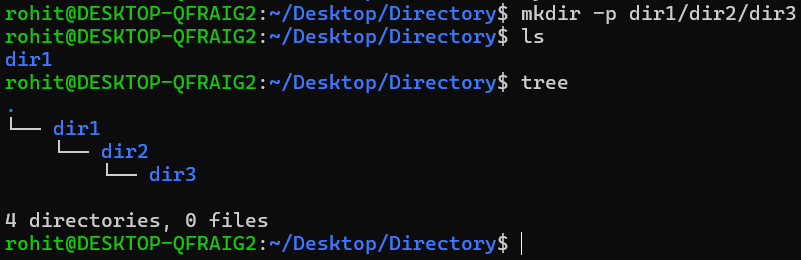 rohit@DESKTOP-QFRAIG2:~/Desktop/Directory$ mkdir -p dir1/dir2/dir3
rohit@DESKTOP-QFRAIG2:~/Desktop/Directory$ ls
dir1
rohit@DESKTOP-QFRAIG2:~/Desktop/Directory$ tree
.
└── dir1
    └── dir2
        └── dir3
4 directories, 0 files
rohit@DESKTOP-QFRAIG2:~/Desktop/Directory$